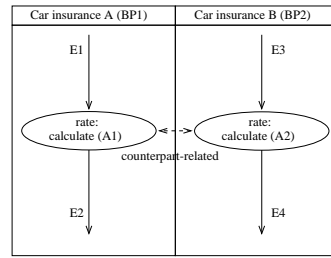 Car insurance A (BP1) Car insurance B (BP2)
E1 E3
rate: rate:
calculate (A1) calculate (A2)
counterpart-related
E2 E4